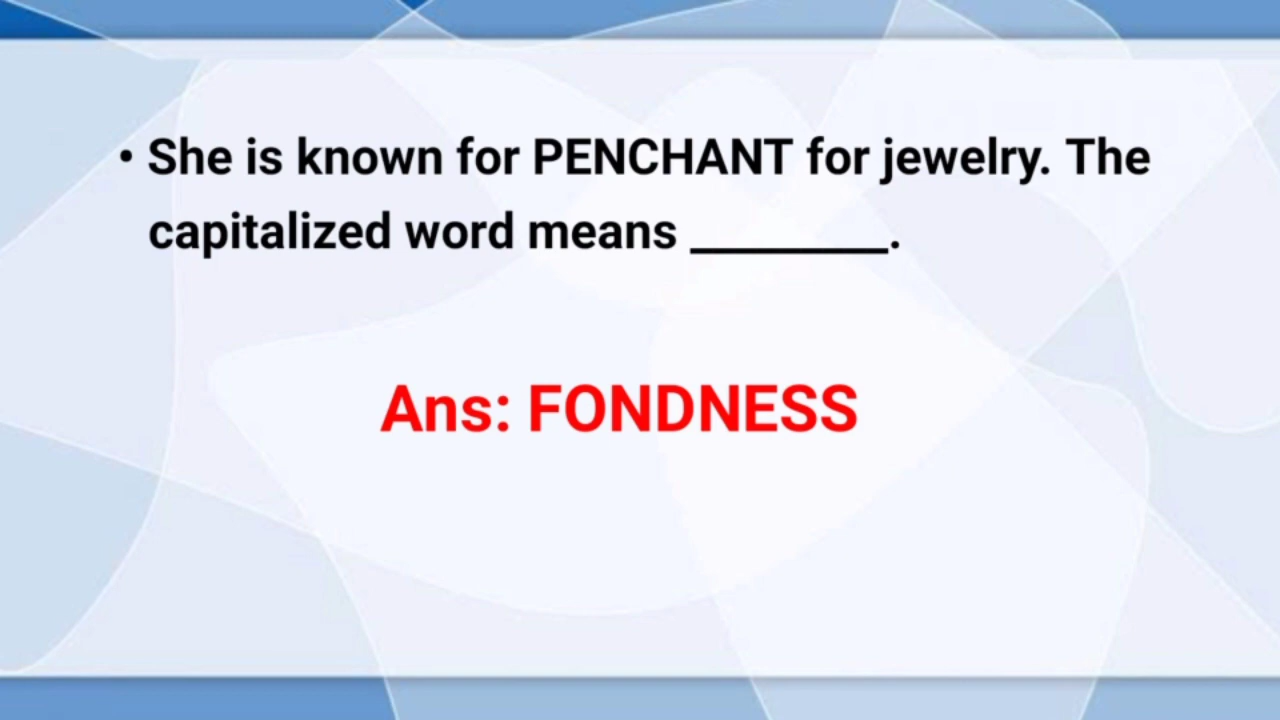 • She is known for PENCHANT for jewelry. The
capitalized word means ________.
Ans: FONDNESS